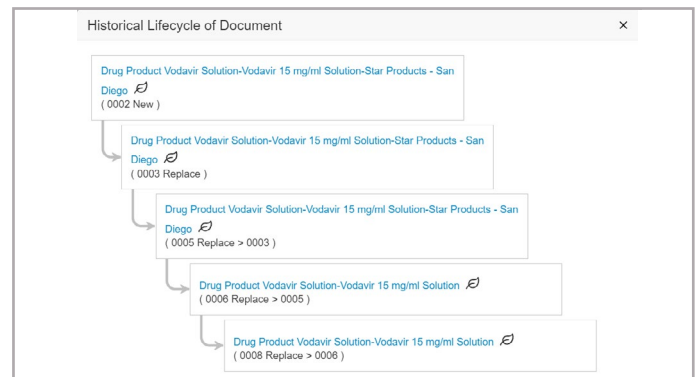 Historical Lifecycle of Document ×
Drug Product Vodavir Solution-Vodavir 15 mg/ml Solution-Star Products - San
Diego
( 0002 New )
Drug Product Vodavir Solution-Vodavir 15 mg/ml Solution-Star Products - San
Diego
( 0003 Replace )
Drug Product Vodavir Solution-Vodavir 15 mg/ml Solution-Star Products - San
Diego
( 0005 Replace > 0003 )
Drug Product Vodavir Solution-Vodavir 15 mg/ml Solution
( 0006 Replace > 0005 )
Drug Product Vodavir Solution-Vodavir 15 mg/ml Solution
( 0008 Replace > 0006 )